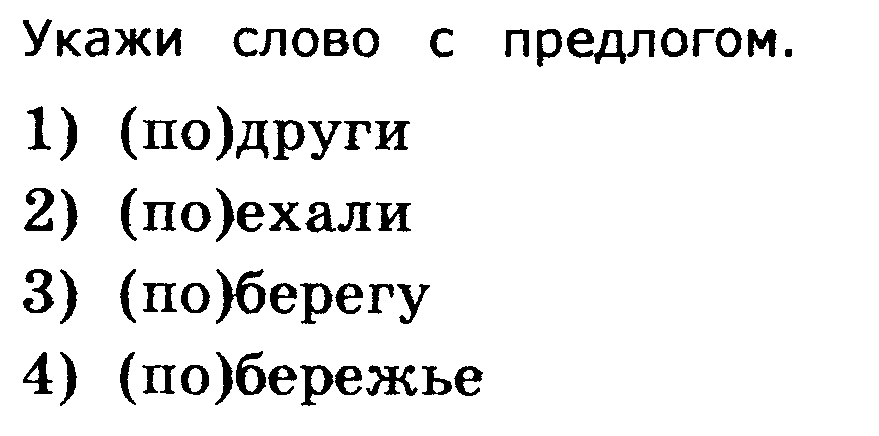 Укажи слово с предлогом.
1) (по)други
2) (по)ехали
3) (по)берегу
4) (по)бережье